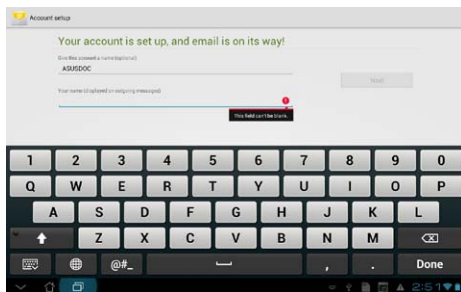 Account setup
Your account is set up, and email is on its way!
Give this account a name (optional)
ASUSDOC
Next
Your name (displayed on outgoing messages)
This field can't be blank.
1 2 3 4 5 6 7 8 9 0
Q W E R T Y U I O P
A S D F G H J K L
Z X C V B N M
@#_ , . Done
2:51